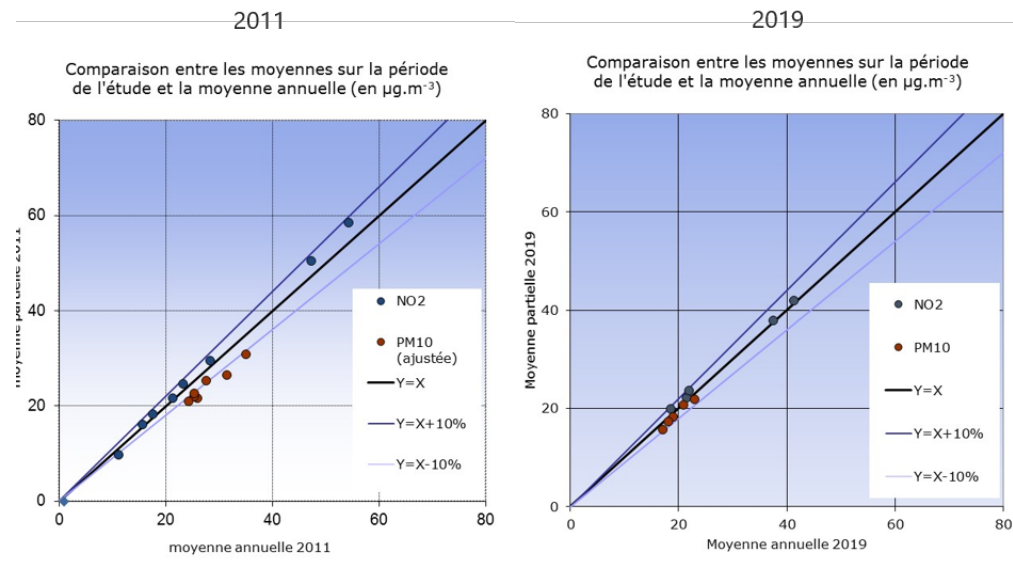 2011
Comparaison entre les moyennes sur la période
de l'étude et la moyenne annuelle (en µg.m-3)
80
60
40
20
0
0
20
40
60
80
moyenne partielle 2011
moyenne annuelle 2011
NO2
PM10
(ajustée)
Y=X
Y=X+10%
Y=X-10%
2019
Comparaison entre les moyennes sur la période
de l'étude et la moyenne annuelle (en µg.m-3)
80
60
40
20
0
0
20
40
60
80
Moyenne partielle 2019
Moyenne annuelle 2019
NO2
PM10
Y=X
Y=X+10%
Y=X-10%